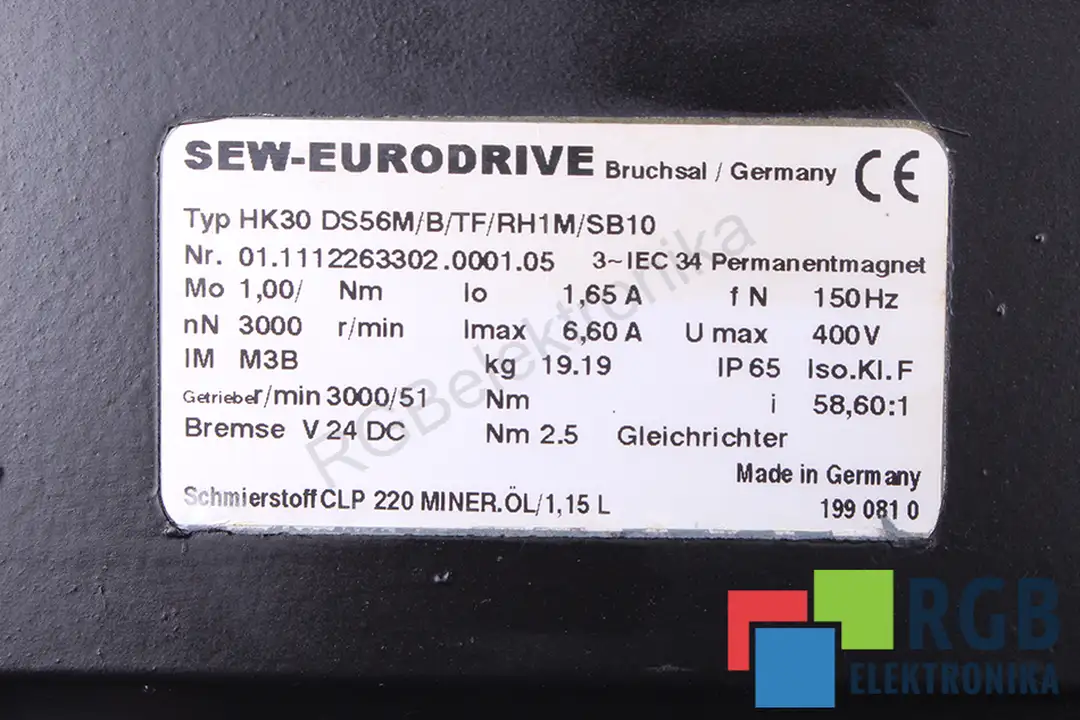 SEW-EURODRIVE Bruchsal / Germany CE
Typ HK30 DS56M/B/TF/RH1M/SB10
Nr. 01.1112263302.0001.05 3~IEC 34 Permanentmagnet
Mo 1,00/ Nm Io 1,65 A f N 150Hz
nN 3000 r/min Imax 6,60 A U max 400V
IM M3B kg 19.19 IP 65 Iso.Kl.F
Getriebe r/min 3000/51 Nm i 58,60:1
Bremse V 24 DC Nm 2.5 Gleichrichter
Made in Germany
Schmierstoff CLP 220 MINER.ÖL/1,15 L 199 081 0
RGBelektronika
RGB
ELEKTRONIKA